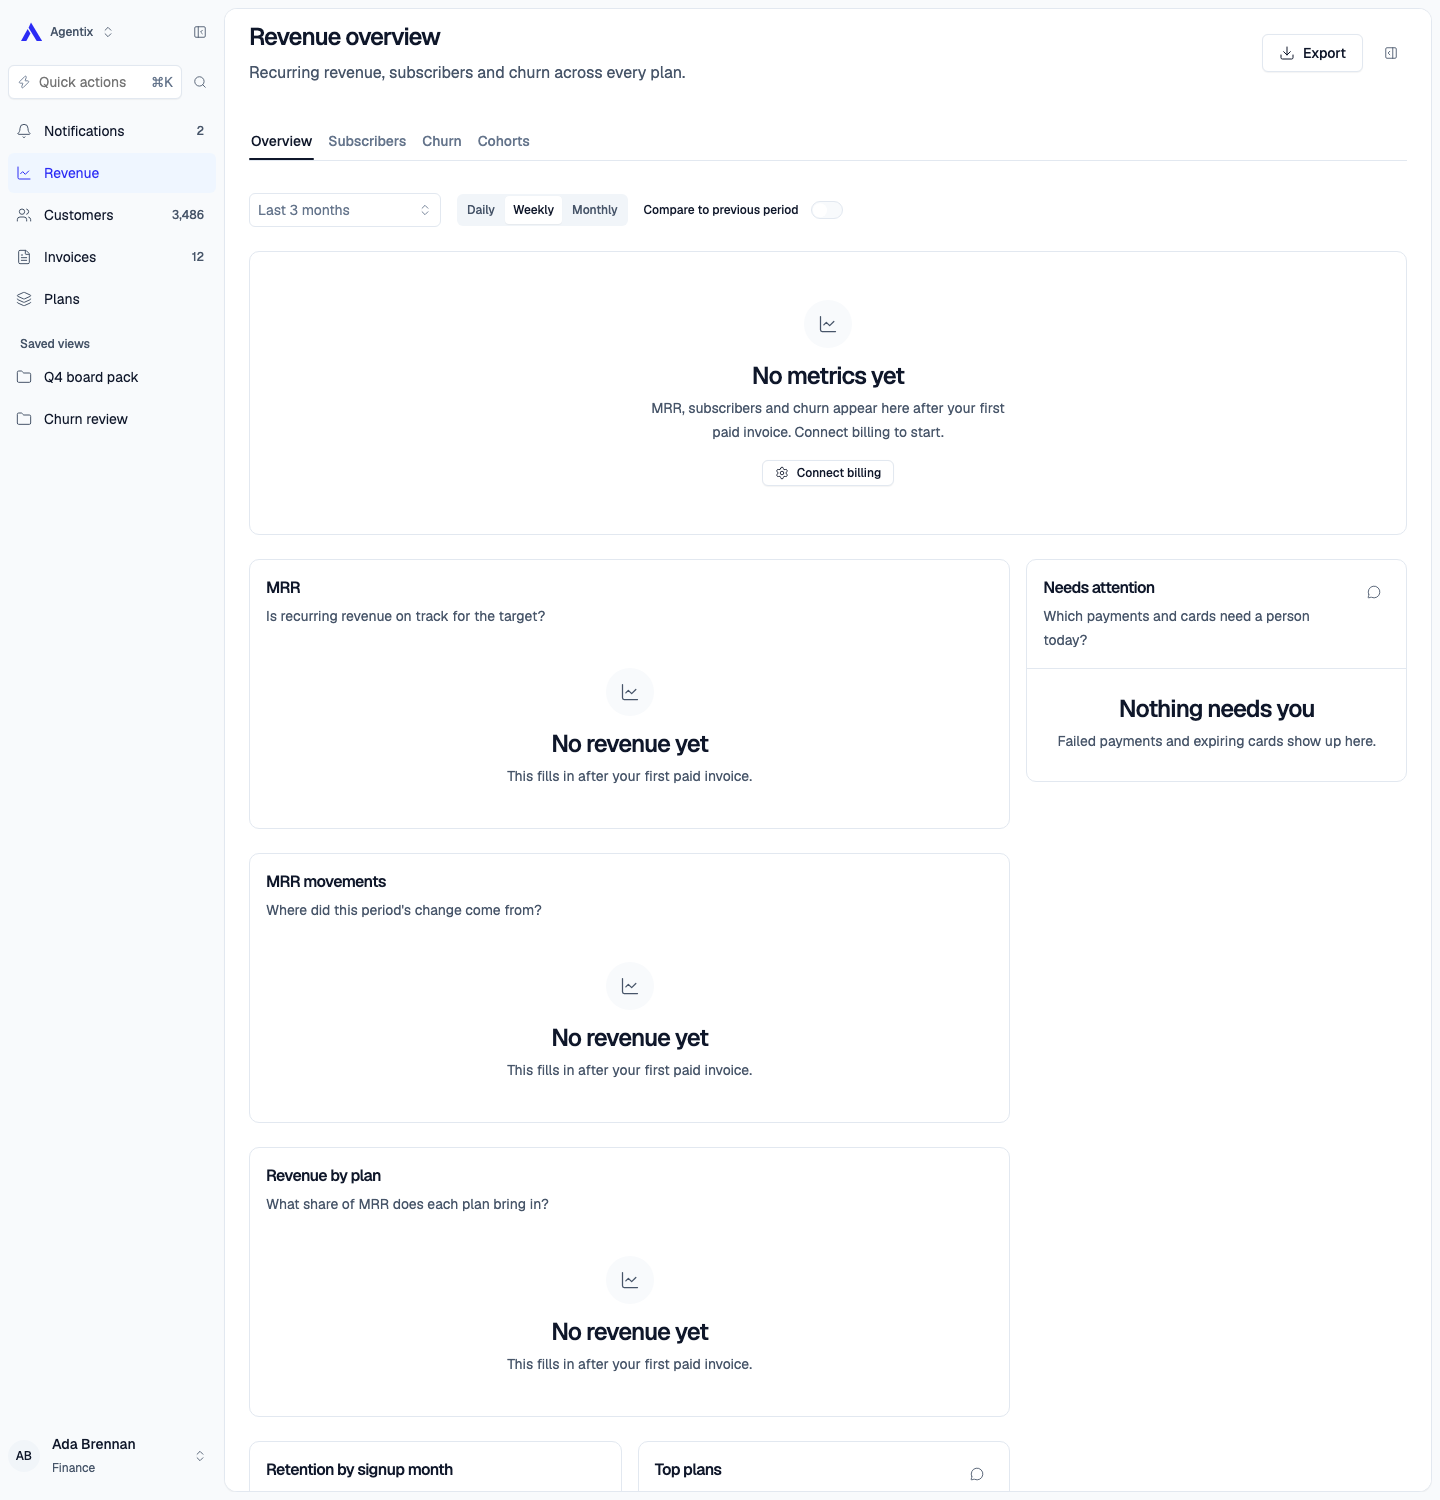 Agentix
Quick actions ⌘K
Notifications 2
Revenue
Customers 3,486
Invoices 12
Plans
Saved views
Q4 board pack
Churn review
AB
Ada Brennan
Finance
Revenue overview
Recurring revenue, subscribers and churn across every plan.
Export
Overview Subscribers Churn Cohorts
Last 3 months Daily Weekly Monthly Compare to previous period
No metrics yet
MRR, subscribers and churn appear here after your first
paid invoice. Connect billing to start.
Connect billing
MRR
Is recurring revenue on track for the target?
No revenue yet
This fills in after your first paid invoice.
Needs attention
Which payments and cards need a person
today?
Nothing needs you
Failed payments and expiring cards show up here.
MRR movements
Where did this period's change come from?
No revenue yet
This fills in after your first paid invoice.
Revenue by plan
What share of MRR does each plan bring in?
No revenue yet
This fills in after your first paid invoice.
Retention by signup month
Top plans